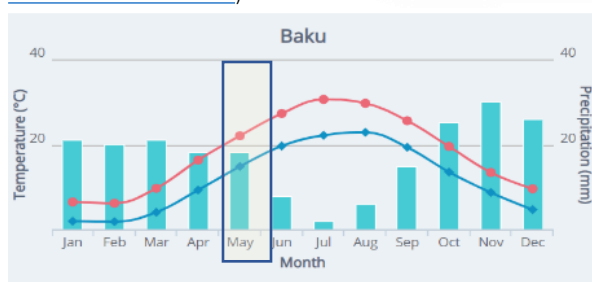 Baku
40 40
20 20
Temperature (°C)
Precipitation (mm)
Jan Feb Mar Apr May Jun Jul Aug Sep Oct Nov Dec
Month